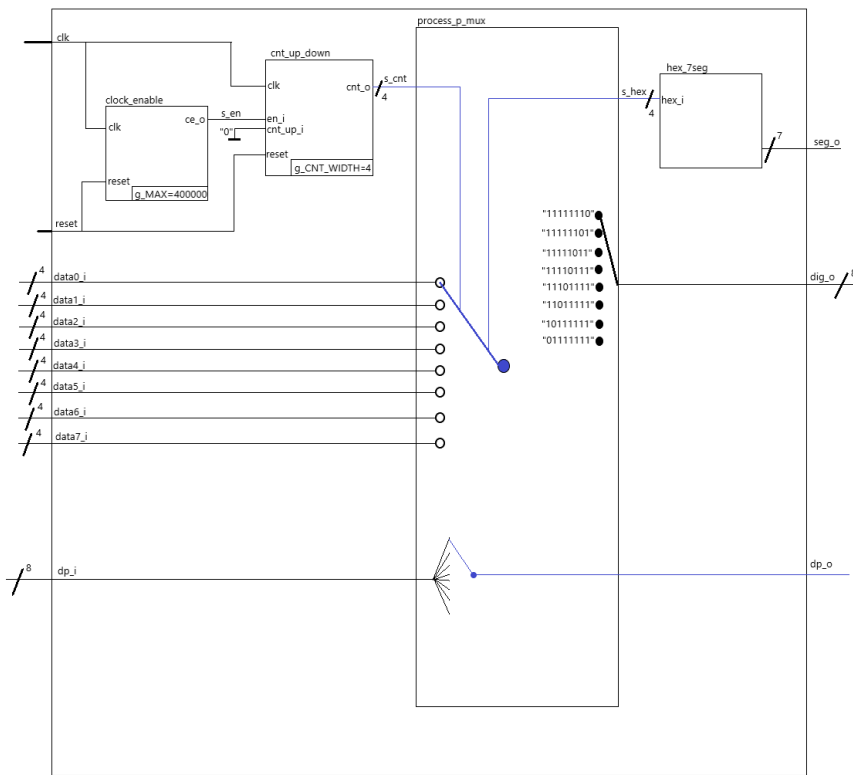 process_p_mux
clk
cnt_up_down
hex_7seg
clk
cnt_o
s_cnt
4
s_hex
4
hex_i
clock_enable
ce_o
s_en
en_i
"0"
cnt_up_i
clk
7
seg_o
reset
g_CNT_WIDTH=4
reset
g_MAX=400000
reset
"11111110"
"11111101"
"11111011"
"11110111"
"11101111"
"11011111"
"10111111"
"01111111"
4
data0_i
dig_o
8
4
data1_i
4
data2_i
4
data3_i
4
data4_i
4
data5_i
4
data6_i
4
data7_i
8
dp_i
dp_o